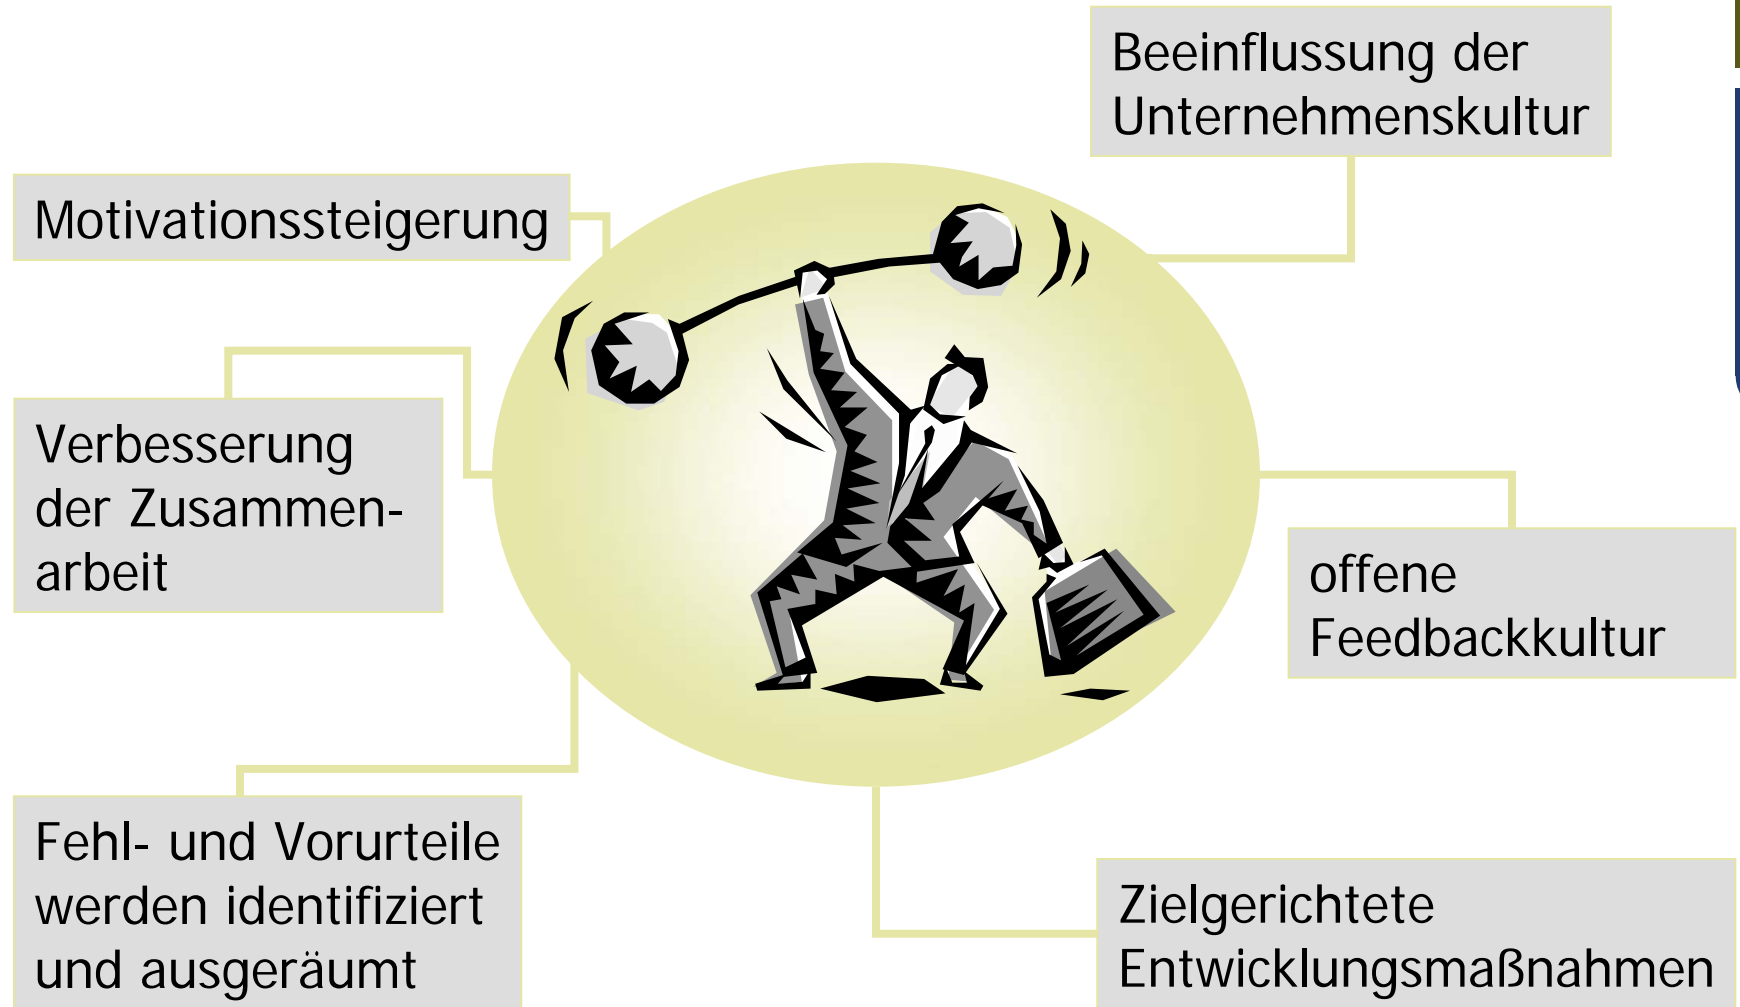 Beeinflussung der
Unternehmenskultur
Motivationssteigerung
Verbesserung
der Zusammen-
arbeit
offene
Feedbackkultur
Fehl- und Vorurteile
werden identifiziert
und ausgeräumt
Zielgerichtete
Entwicklungsmaßnahmen